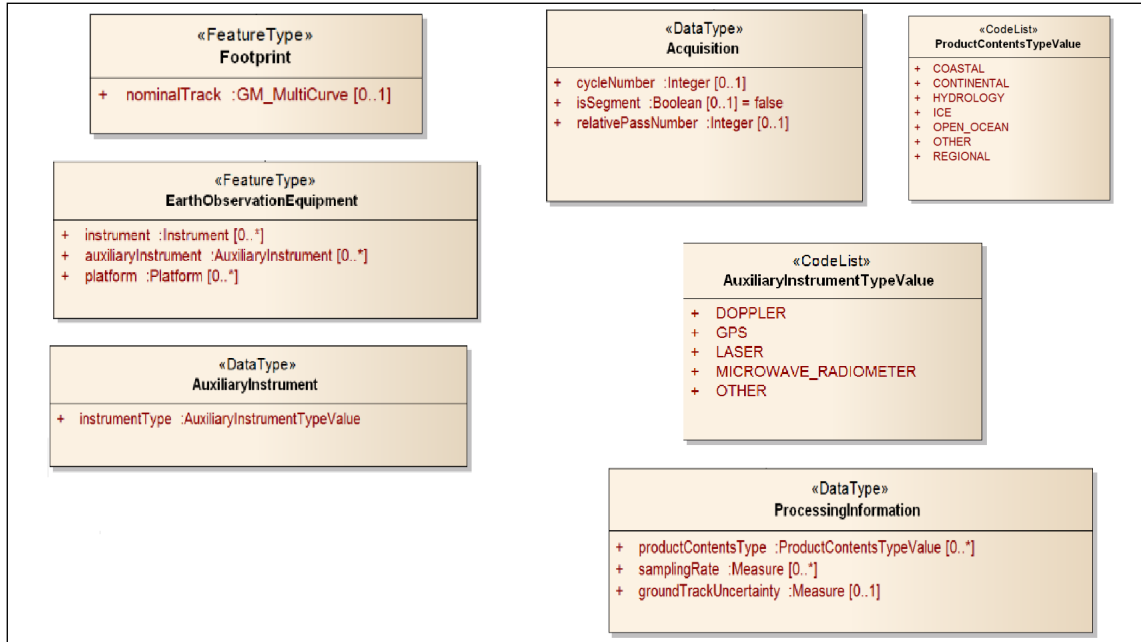 «FeatureType»
Footprint
+ nominalTrack :GM_MultiCurve [0..1]
«FeatureType»
EarthObservationEquipment
+ instrument :Instrument [0..*]
+ auxiliaryInstrument :AuxiliaryInstrument [0..*]
+ platform :Platform [0..*]
«DataType»
AuxiliaryInstrument
+ instrumentType :AuxiliaryInstrumentTypeValue
«DataType»
Acquisition
+ cycleNumber :Integer [0..1]
+ isSegment :Boolean [0..1] = false
+ relativePassNumber :Integer [0..1]
«CodeList»
ProductContentsTypeValue
+ COASTAL
+ CONTINENTAL
+ HYDROLOGY
+ ICE
+ OPEN_OCEAN
+ OTHER
+ REGIONAL
«CodeList»
AuxiliaryInstrumentTypeValue
+ DOPPLER
+ GPS
+ LASER
+ MICROWAVE_RADIOMETER
+ OTHER
«DataType»
ProcessingInformation
+ productContentsType :ProductContentsTypeValue [0..*]
+ samplingRate :Measure [0..*]
+ groundTrackUncertainty :Measure [0..1]